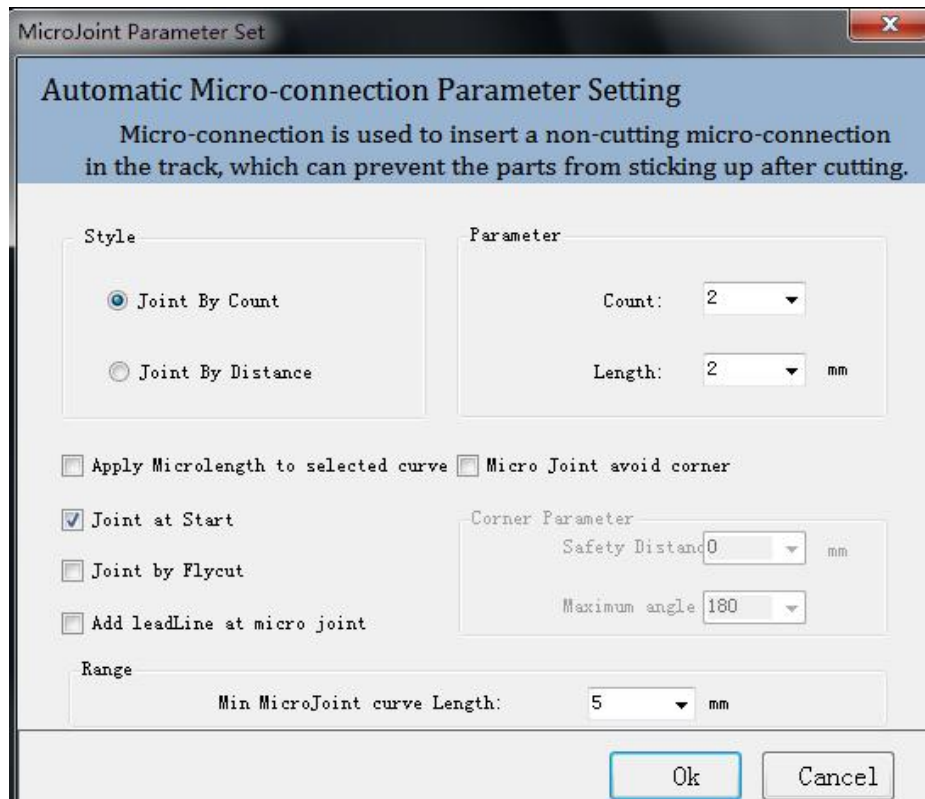 MicroJoint Parameter Set
Automatic Micro-connection Parameter Setting
Micro-connection is used to insert a non-cutting micro-connection
in the track, which can prevent the parts from sticking up after cutting.
Style
Parameter
Joint By Count
Count: 2
Joint By Distance
Length: 2 mm
Apply Microlength to selected curve
Micro Joint avoid corner
Joint at Start
Corner Parameter
Safety Distanc 0 mm
Joint by Flycut
Maximum angle 180
Add leadLine at micro joint
Range
Min MicroJoint curve Length: 5 mm
Ok
Cancel